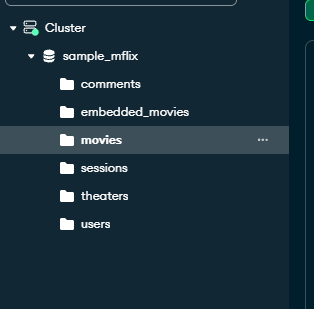 Cluster
sample_mflix
comments
embedded_movies
movies
sessions
theaters
users